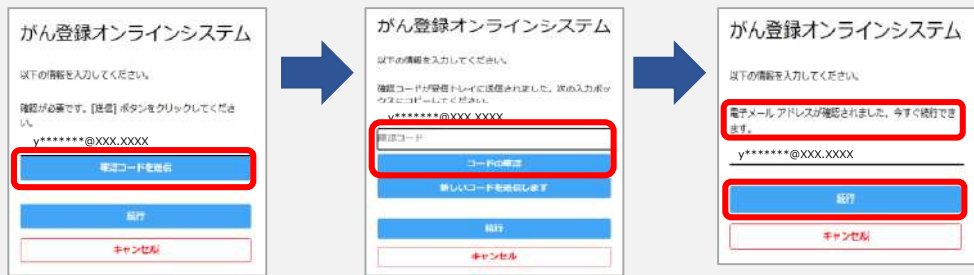 がん登録オンラインシステム
以下の情報を入力してください。
確認が必要です。[送信] ボタンをクリックしてくださ
い。
y*******@XXX.XXXX
確認コードを送信
続行
キャンセル
がん登録オンラインシステム
以下の情報を入力してください。
確認コードが受信トレイに送信されました。次の入力ボッ
クスにコピーしてください。
y*******@XXX.XXXX
確認コード
コードの確認
新しいコードを送信します
続行
キャンセル
がん登録オンラインシステム
以下の情報を入力してください。
電子メール アドレスが確認されました。今すぐ続行でき
ます。
y*******@XXX.XXXX
続行
キャンセル